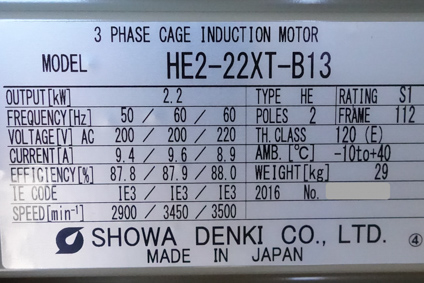 3 PHASE CAGE INDUCTION MOTOR
MODEL HE2-22XT-B13
OUTPUT[kW] 2.2 TYPE HE RATING S1
FREQUENCY[Hz] 50 / 60 / 60 POLES 2 FRAME 112
VOLTAGE[V] AC 200 / 200 / 220 TH. CLASS 120 (E)
CURRENT[A] 9.4 / 9.6 / 8.9 AMB. [℃] -10to+40
EFFICIENCY[%] 87.8 / 87.9 / 88.0 WEIGHT[kg] 29
IE CODE IE3 / IE3 / IE3 2016 No.
SPEED[min⁻¹] 2900 / 3450 / 3500
SHOWA DENKI CO., LTD.
MADE IN JAPAN ④